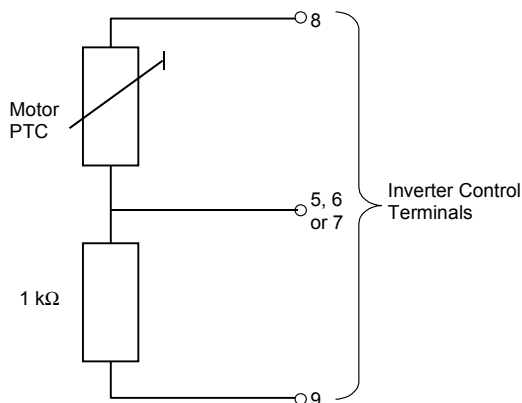 8
Motor
PTC
5, 6
or 7
Inverter Control
Terminals
1 kΩ
9